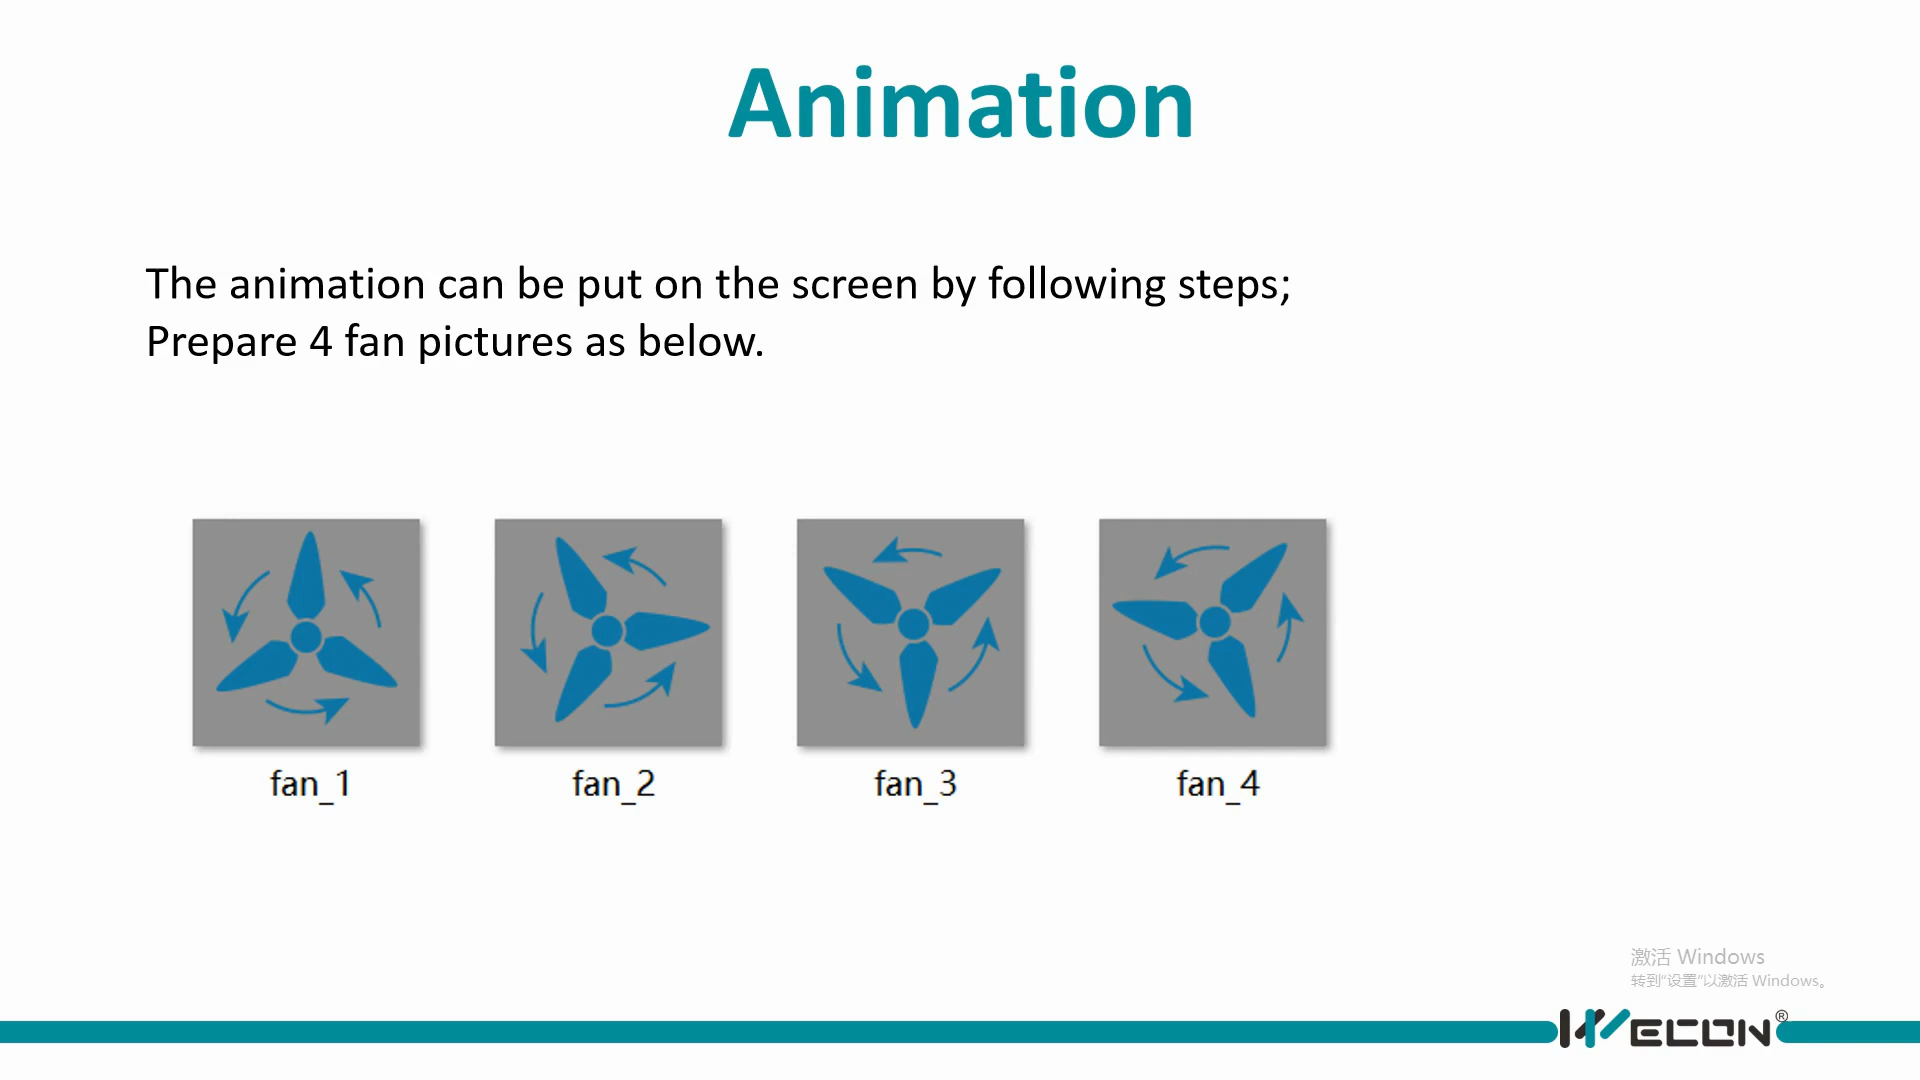 Animation
The animation can be put on the screen by following steps;
Prepare 4 fan pictures as below.
fan_1
fan_2
fan_3
fan_4
激活 Windows
转到“设置”以激活 Windows。
WECON®